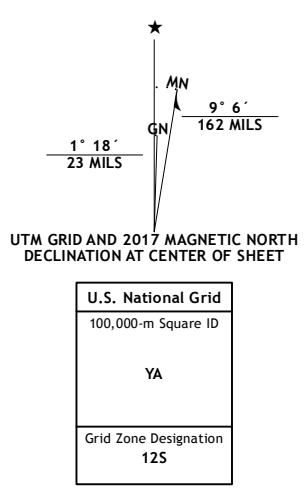 ★
MN
GN
9° 6´
162 MILS
1° 18´
23 MILS
UTM GRID AND 2017 MAGNETIC NORTH
DECLINATION AT CENTER OF SHEET
U.S. National Grid
100,000-m Square ID
YA
Grid Zone Designation
12S